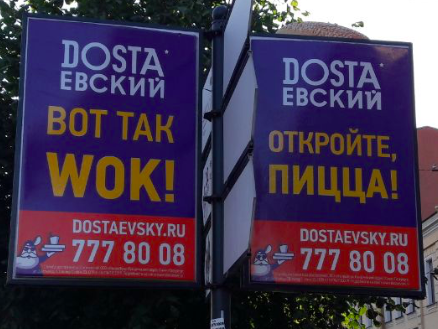 DOSTA*
ЕВСКИЙ
ВОТ ТАК
WOK!
DOSTAEVSKY.RU
777 80 08
DOSTA*
ЕВСКИЙ
ОТКРОЙТЕ,
ПИЦЦА!
DOSTAEVSKY.RU
777 80 08